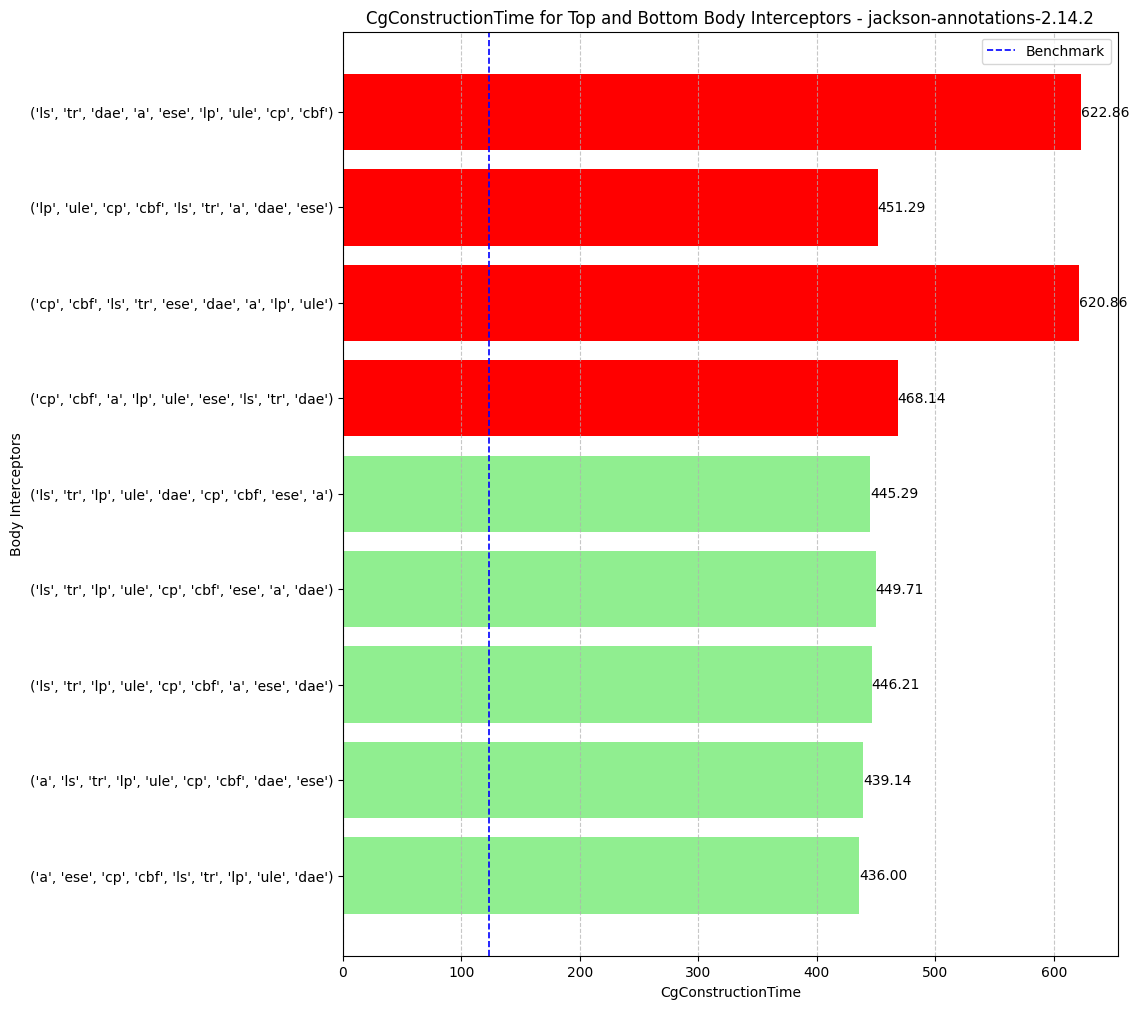 CgConstructionTime for Top and Bottom Body Interceptors - jackson-annotations-2.14.2
Benchmark
('ls', 'tr', 'dae', 'a', 'ese', 'lp', 'ule', 'cp', 'cbf') 622.86
('lp', 'ule', 'cp', 'cbf', 'ls', 'tr', 'a', 'dae', 'ese') 451.29
('cp', 'cbf', 'ls', 'tr', 'ese', 'dae', 'a', 'lp', 'ule') 620.86
('cp', 'cbf', 'a', 'lp', 'ule', 'ese', 'ls', 'tr', 'dae') 468.14
('ls', 'tr', 'lp', 'ule', 'dae', 'cp', 'cbf', 'ese', 'a') 445.29
('ls', 'tr', 'lp', 'ule', 'cp', 'cbf', 'ese', 'a', 'dae') 449.71
('ls', 'tr', 'lp', 'ule', 'cp', 'cbf', 'a', 'ese', 'dae') 446.21
('a', 'ls', 'tr', 'lp', 'ule', 'cp', 'cbf', 'dae', 'ese') 439.14
('a', 'ese', 'cp', 'cbf', 'ls', 'tr', 'lp', 'ule', 'dae') 436.00
Body Interceptors
0 100 200 300 400 500 600
CgConstructionTime